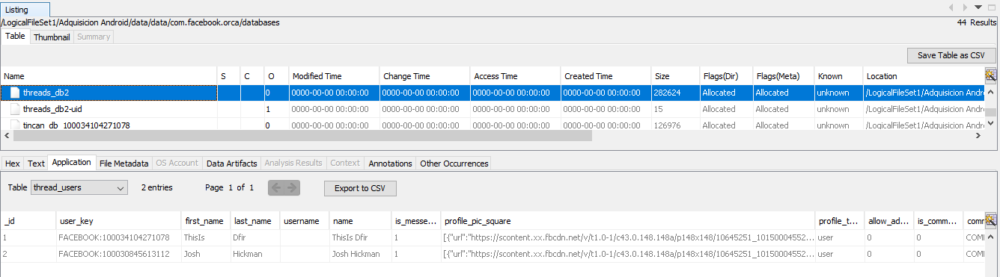 Listing
/LogicalFileSet1/Adquisicion Android/data/data/com.facebook.orca/databases 44 Results
Table Thumbnail Summary
Save Table as CSV
Name S C O Modified Time Change Time Access Time Created Time Size Flags(Dir) Flags(Meta) Known Location
threads_db2 0 0000-00-00 00:00:00 0000-00-00 00:00:00 0000-00-00 00:00:00 0000-00-00 00:00:00 282624 Allocated Allocated unknown /LogicalFileSet1/Adquisicion Andro
threads_db2-uid 1 0000-00-00 00:00:00 0000-00-00 00:00:00 0000-00-00 00:00:00 0000-00-00 00:00:00 15 Allocated Allocated unknown /LogicalFileSet1/Adquisicion Andro
tincan_db_100034104271078 0 0000-00-00 00:00:00 0000-00-00 00:00:00 0000-00-00 00:00:00 0000-00-00 00:00:00 126976 Allocated Allocated unknown /LogicalFileSet1/Adquisicion Andro
Hex Text Application File Metadata OS Account Data Artifacts Analysis Results Context Annotations Other Occurrences
Table thread_users 2 entries Page 1 of 1 Export to CSV
_id user_key first_name last_name username name is_messe... profile_pic_square profile_t... allow_ad... is_comm... comm
1 FACEBOOK:100034104271078 ThisIs Dfir ThisIs Dfir 1 [{"url":"https://scontent.xx.fbcdn.net/v/t1.0-1/c43.0.148.148a/p148x148/10645251_10150004552... user 0 0 COM
2 FACEBOOK:100030845613112 Josh Hickman Josh Hickman 1 [{"url":"https://scontent.xx.fbcdn.net/v/t1.0-1/c43.0.148.148a/p148x148/10645251_10150004552... user 0 0 COM